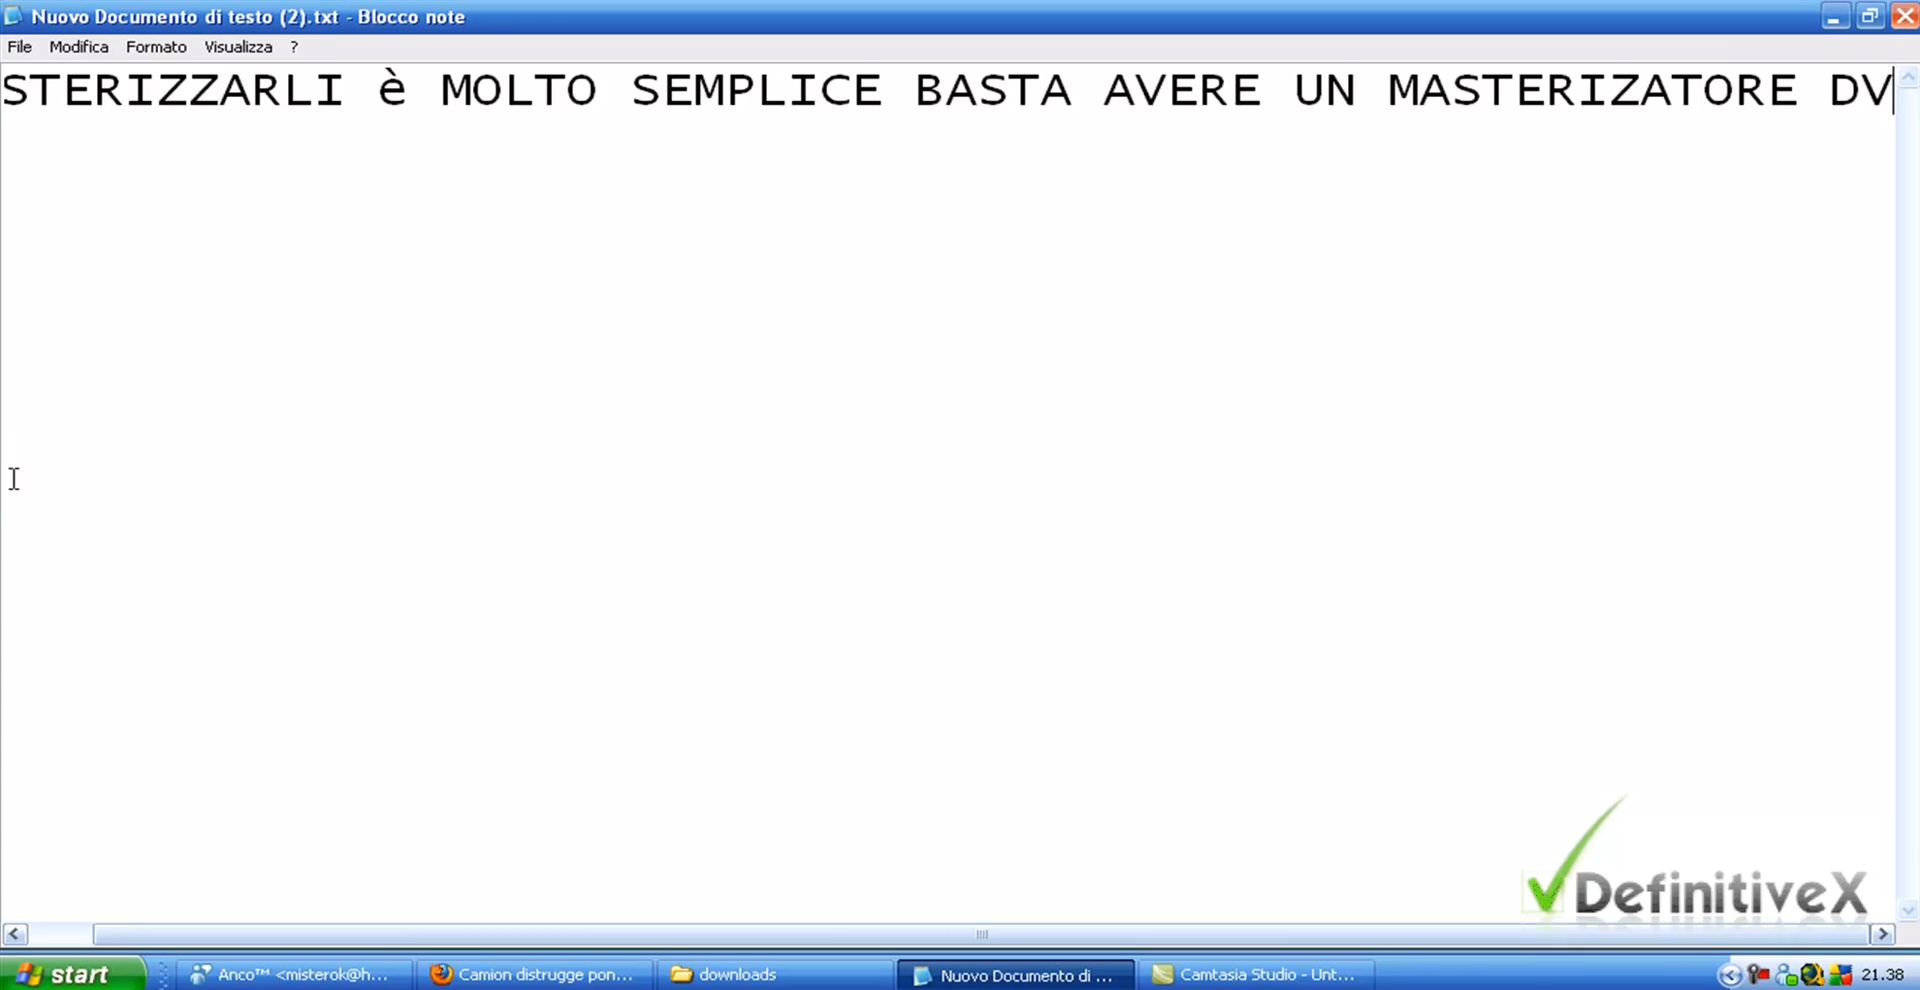 Nuovo Documento di testo (2).txt - Blocco note
File Modifica Formato Visualizza ?
STERIZZARLI è MOLTO SEMPLICE BASTA AVERE UN MASTERIZATORE DV
DefinitiveX
start Anco™ <misterok@h... Camion distrugge pon... downloads Nuovo Documento di ... Camtasia Studio - Unt... 21.38